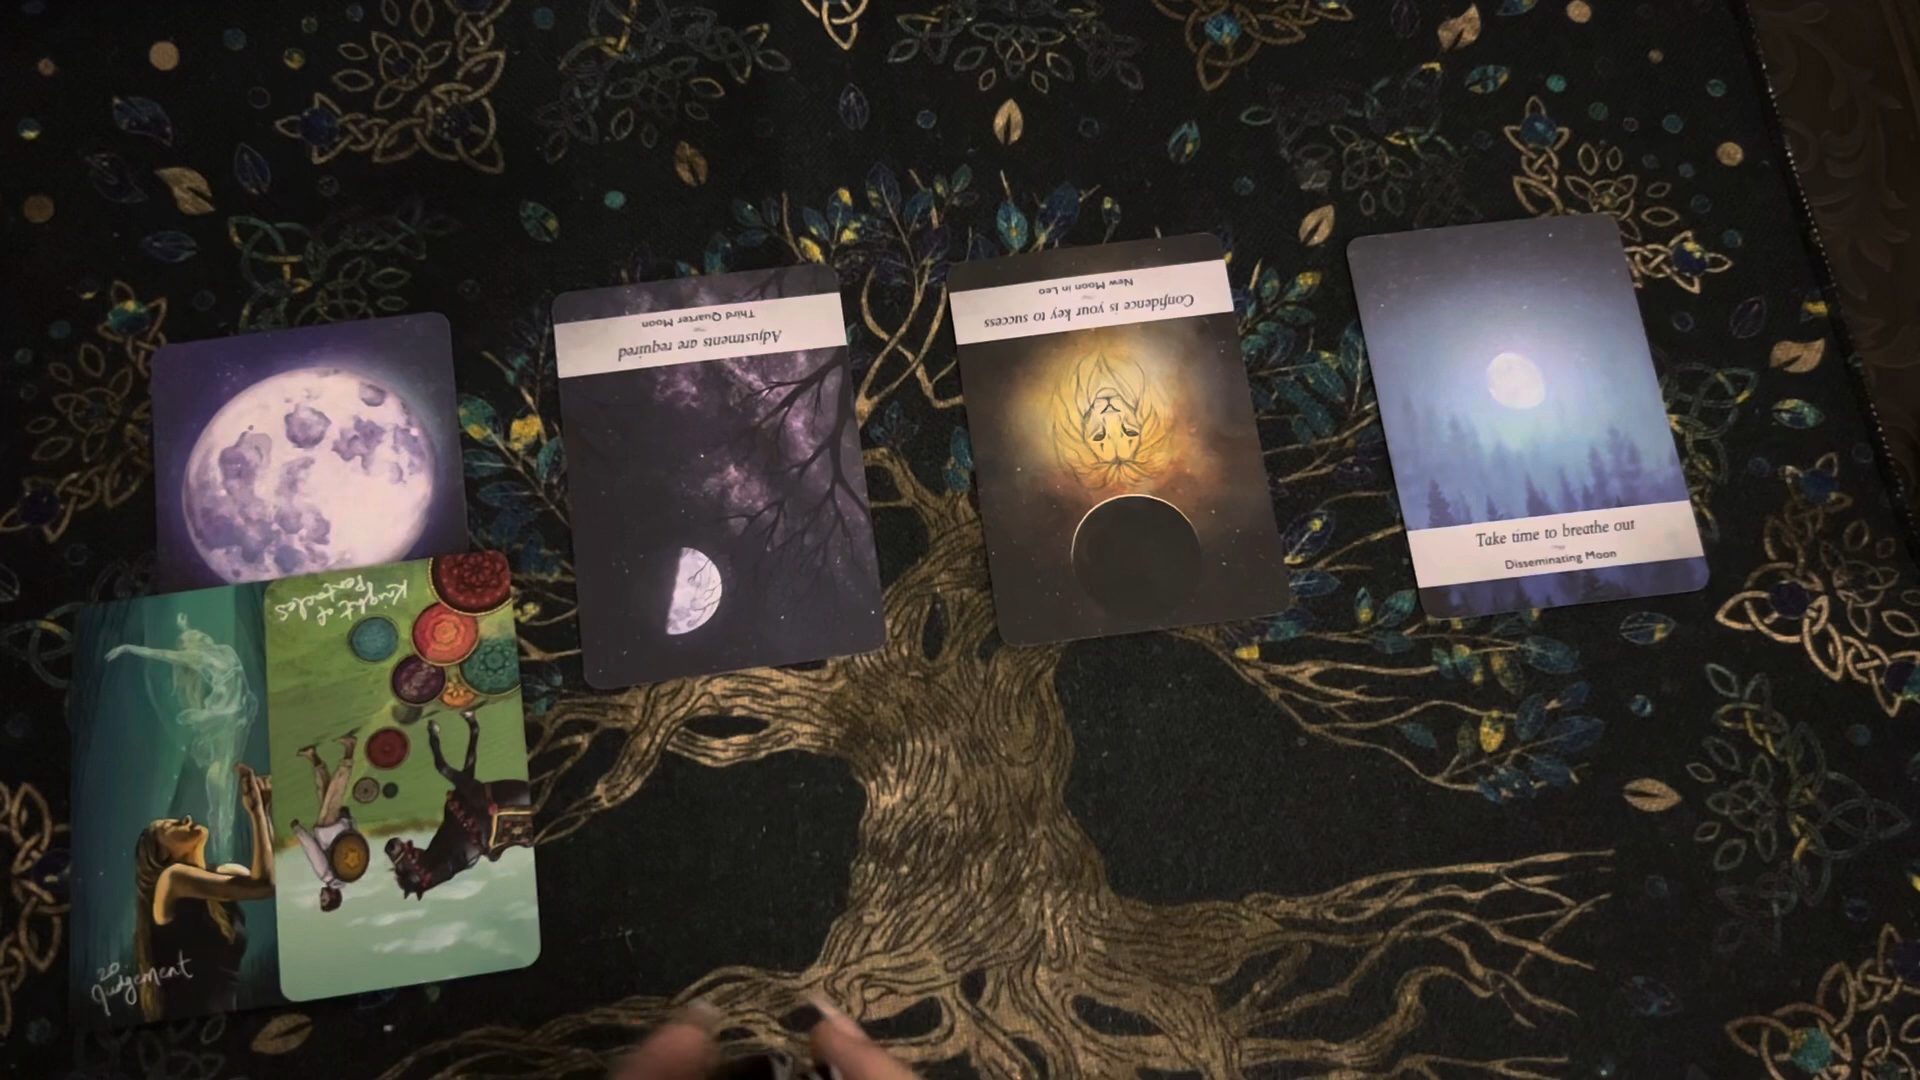 Adjustments are required
Third Quarter Moon
Confidence is your key to success
New Moon in Leo
Take time to breathe out
Disseminating Moon
Knight of
Pentacles
20
Judgement